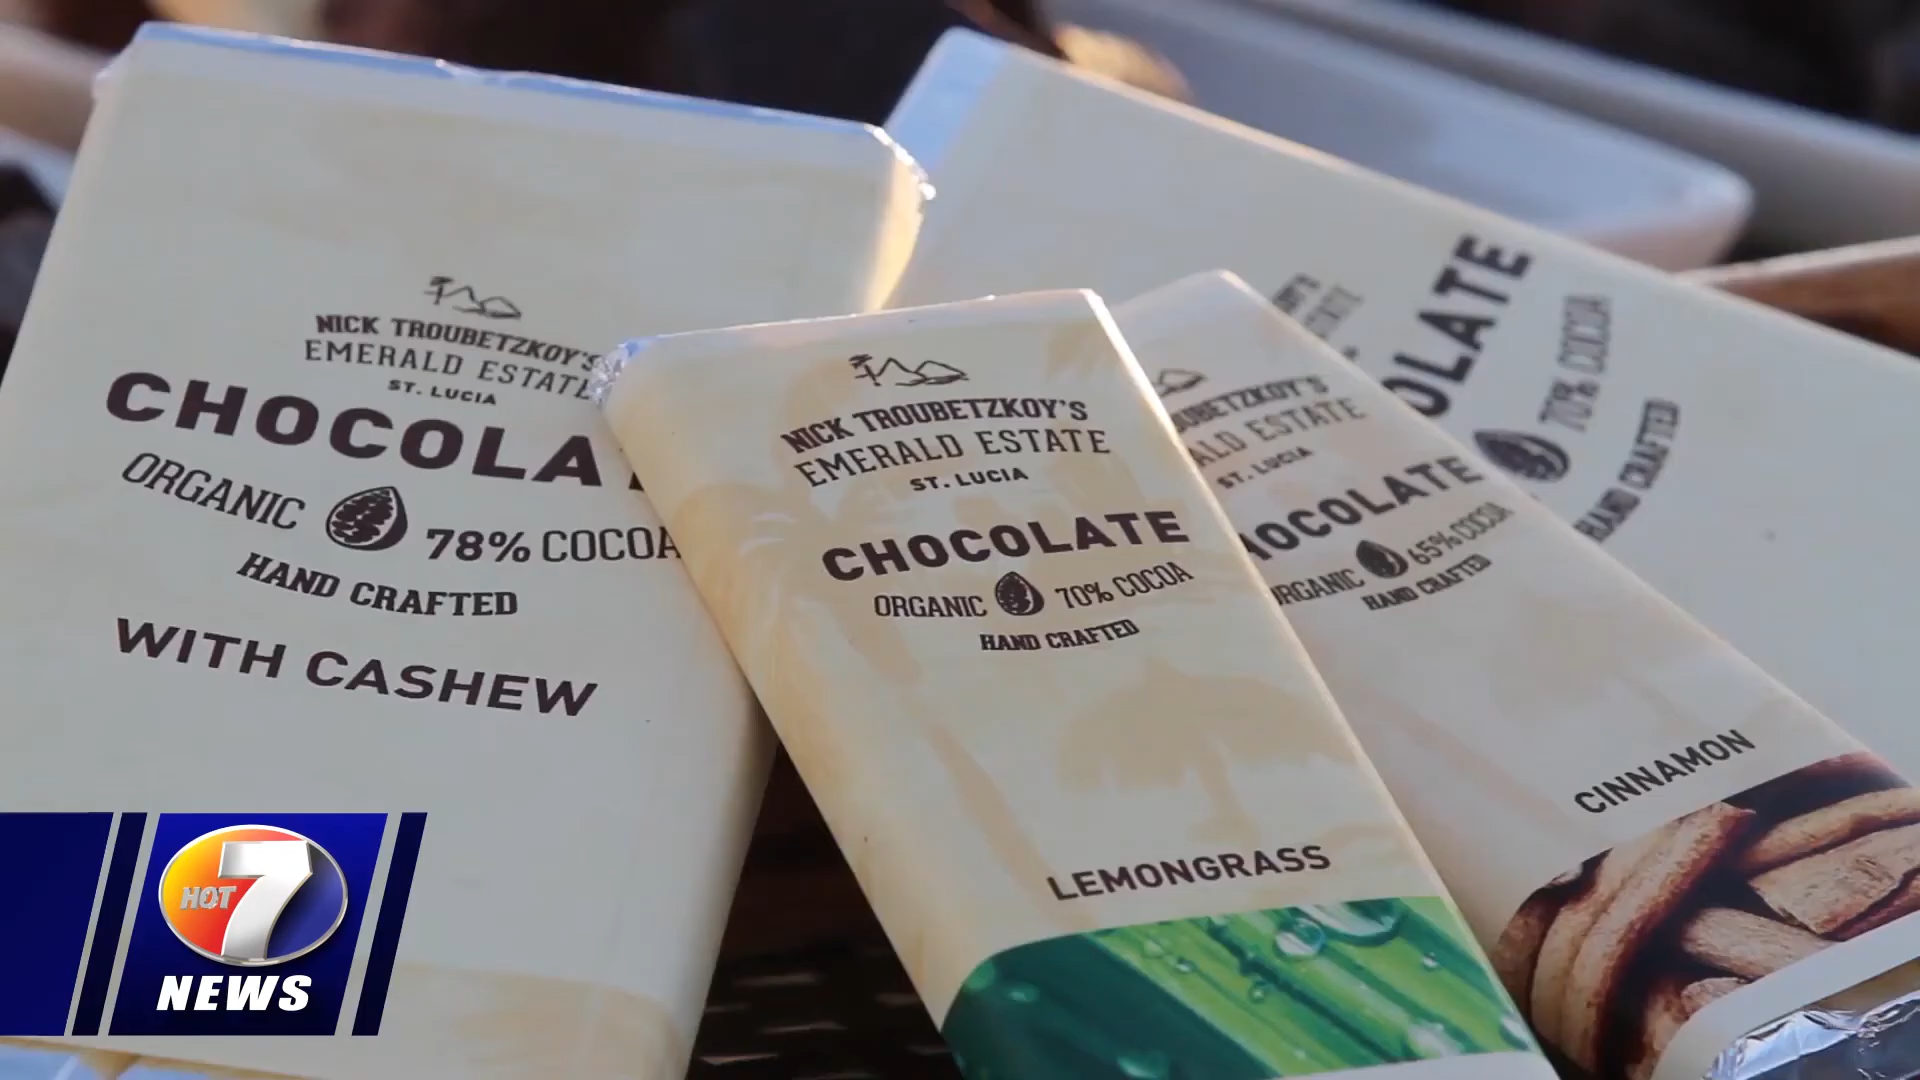 NICK TROUBETZKOY'S
EMERALD ESTATE
ST. LUCIA
CHOCOLA
ORGANIC 78% COCOA
HAND CRAFTED
WITH CASHEW
NICK TROUBETZKOY'S
EMERALD ESTATE
ST. LUCIA
CHOCOLATE
ORGANIC 70% COCOA
HAND CRAFTED
LEMONGRASS
ESTATE
ST. LUCIA
HOCOLATE
ORGANIC 65% COCOA
HAND CRAFTED
CINNAMON
OLATE
70% COCOA
HAND CRAFTED
HOT 7
NEWS